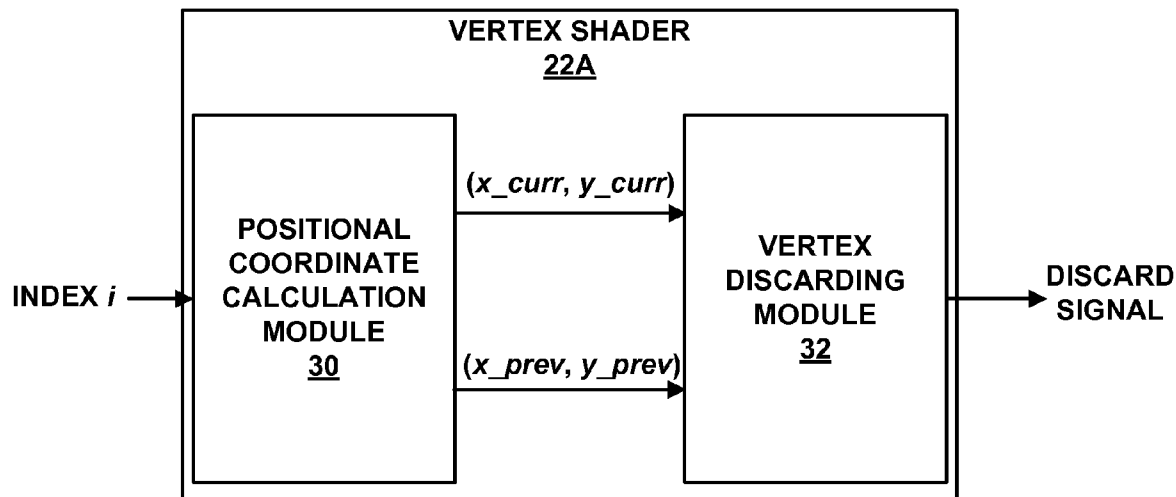 VERTEX SHADER
22A
INDEX i
POSITIONAL
COORDINATE
CALCULATION
MODULE
30
(x_curr, y_curr)
(x_prev, y_prev)
VERTEX
DISCARDING
MODULE
32
DISCARD
SIGNAL